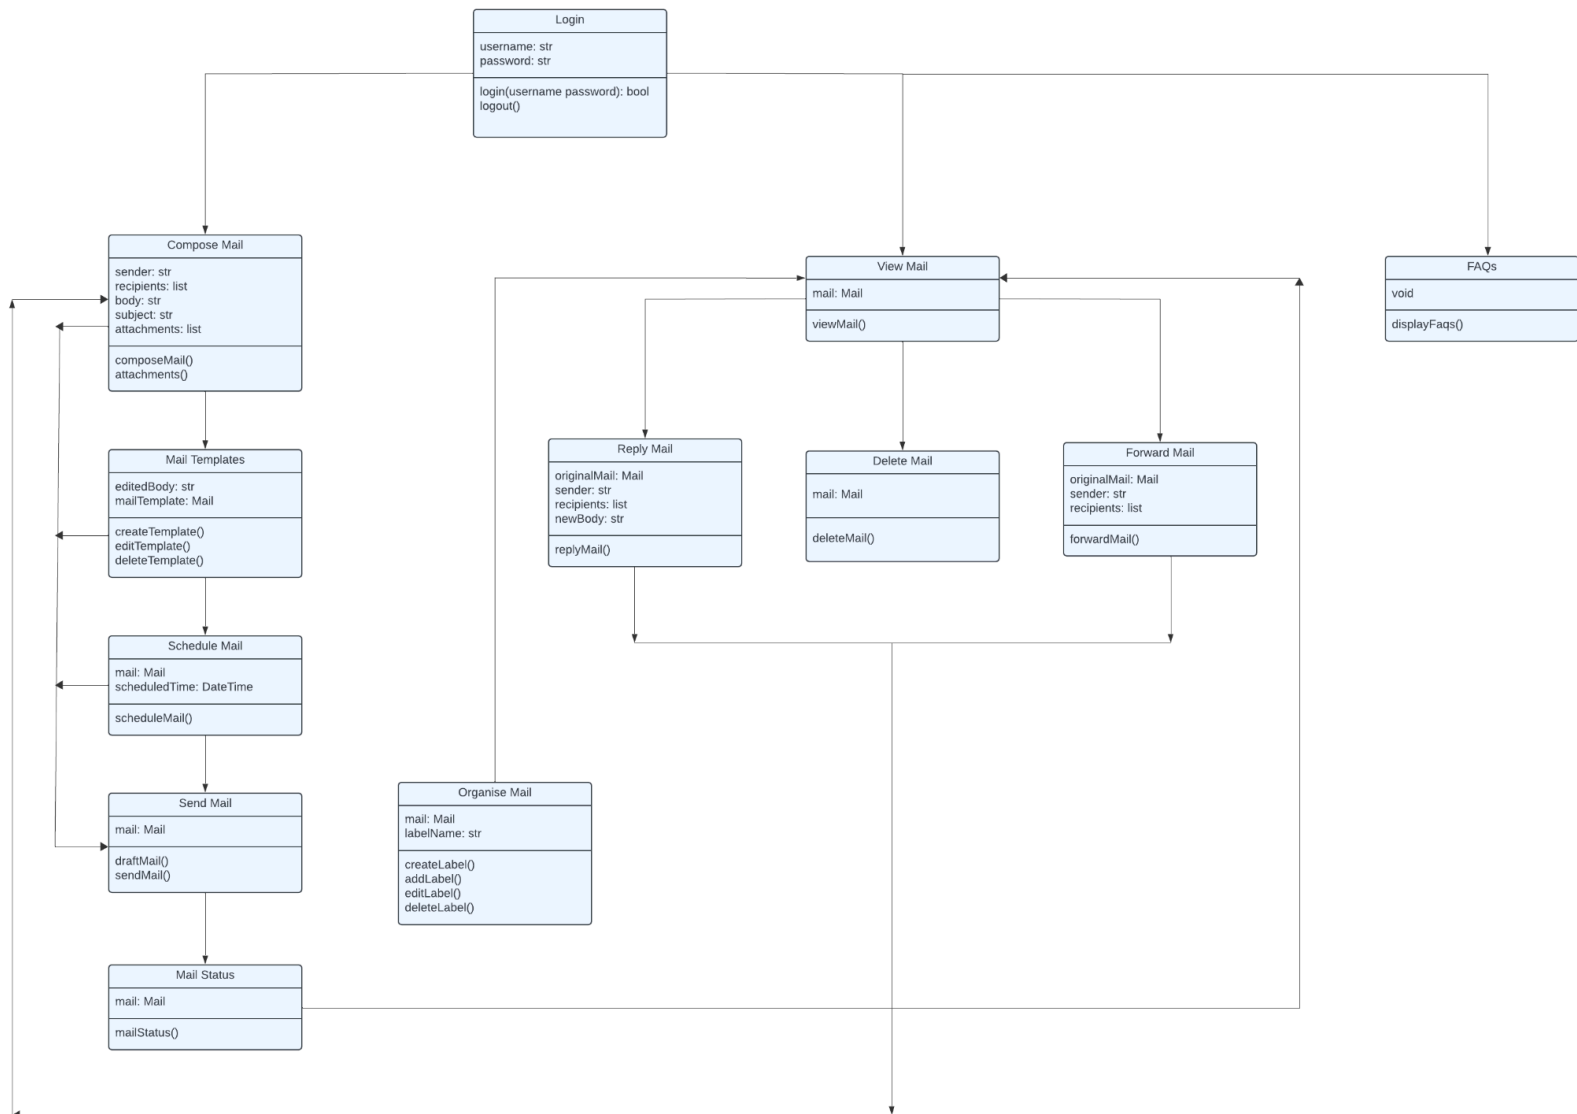 Login
username: str
password: str
login(username password): bool
logout()
Compose Mail
sender: str
recipients: list
body: str
subject: str
attachments: list
composeMail()
attachments()
View Mail
mail: Mail
viewMail()
FAQs
void
displayFaqs()
Mail Templates
editedBody: str
mailTemplate: Mail
createTemplate()
editTemplate()
deleteTemplate()
Reply Mail
originalMail: Mail
sender: str
recipients: list
newBody: str
replyMail()
Delete Mail
mail: Mail
deleteMail()
Forward Mail
originalMail: Mail
sender: str
recipients: list
forwardMail()
Schedule Mail
mail: Mail
scheduledTime: DateTime
scheduleMail()
Send Mail
mail: Mail
draftMail()
sendMail()
Organise Mail
mail: Mail
labelName: str
createLabel()
addLabel()
editLabel()
deleteLabel()
Mail Status
mail: Mail
mailStatus()